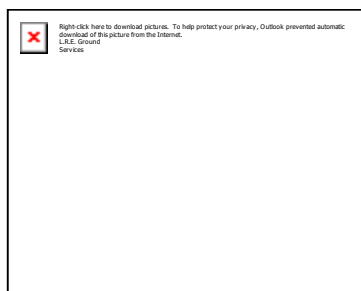 Right-click here to download pictures. To help protect your privacy, Outlook prevented automatic
download of this picture from the Internet.
L.R.E. Ground
Services